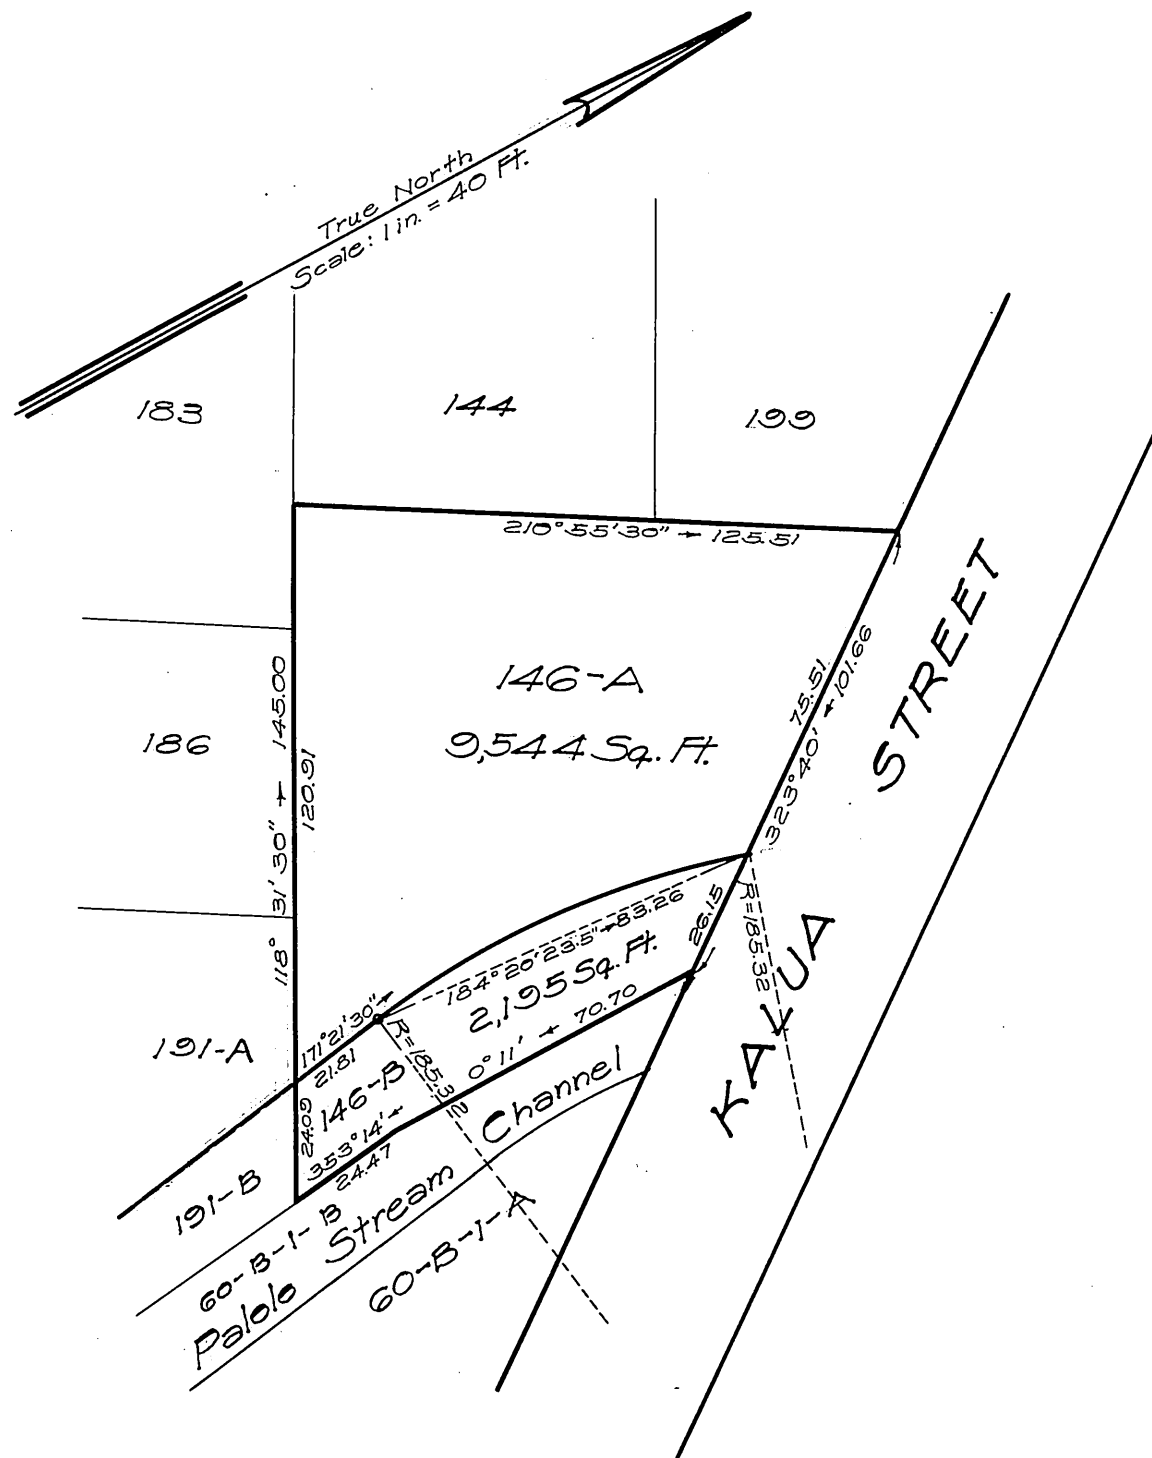 True North
Scale: 1 in. = 40 Ft.
183
144
199
210° 55' 30" 125.51
146-A
9,544 Sq. Ft.
186
118° 31' 30" 145.00
120.91
75.51
323° 40' 101.66
STREET
KALUA
R=185.32
26.15
184° 20' 23.5" 83.26
2,195 Sq. Ft.
0° 11' 70.70
171° 21' 30"
21.81
R=185.32
191-A
146-B
24.09
353° 14'
24.47
191-B
60-B-1-B
Palolo Stream Channel
60-B-1-A